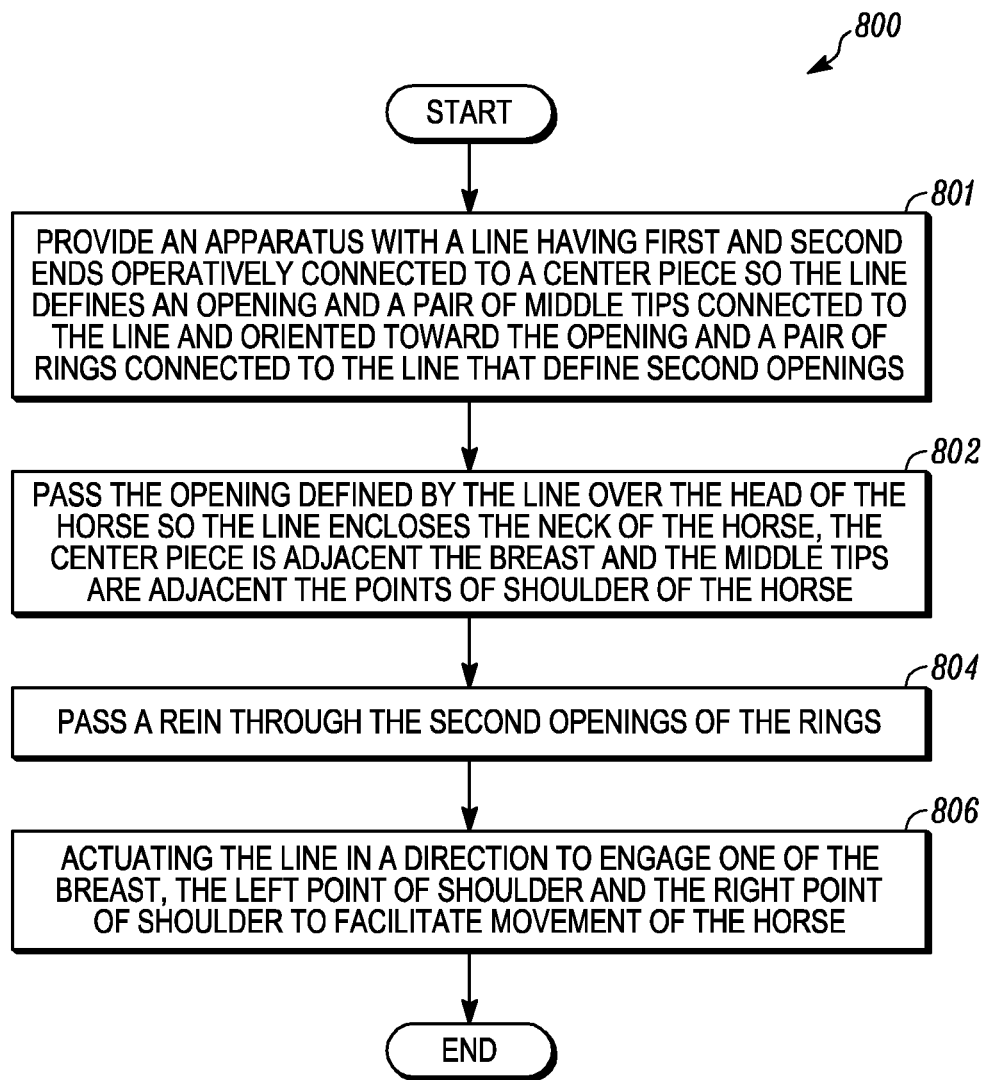 800
START
801
PROVIDE AN APPARATUS WITH A LINE HAVING FIRST AND SECOND
ENDS OPERATIVELY CONNECTED TO A CENTER PIECE SO THE LINE
DEFINES AN OPENING AND A PAIR OF MIDDLE TIPS CONNECTED TO
THE LINE AND ORIENTED TOWARD THE OPENING AND A PAIR OF
RINGS CONNECTED TO THE LINE THAT DEFINE SECOND OPENINGS
802
PASS THE OPENING DEFINED BY THE LINE OVER THE HEAD OF THE
HORSE SO THE LINE ENCLOSES THE NECK OF THE HORSE, THE
CENTER PIECE IS ADJACENT THE BREAST AND THE MIDDLE TIPS
ARE ADJACENT THE POINTS OF SHOULDER OF THE HORSE
804
PASS A REIN THROUGH THE SECOND OPENINGS OF THE RINGS
806
ACTUATING THE LINE IN A DIRECTION TO ENGAGE ONE OF THE
BREAST, THE LEFT POINT OF SHOULDER AND THE RIGHT POINT
OF SHOULDER TO FACILITATE MOVEMENT OF THE HORSE
END